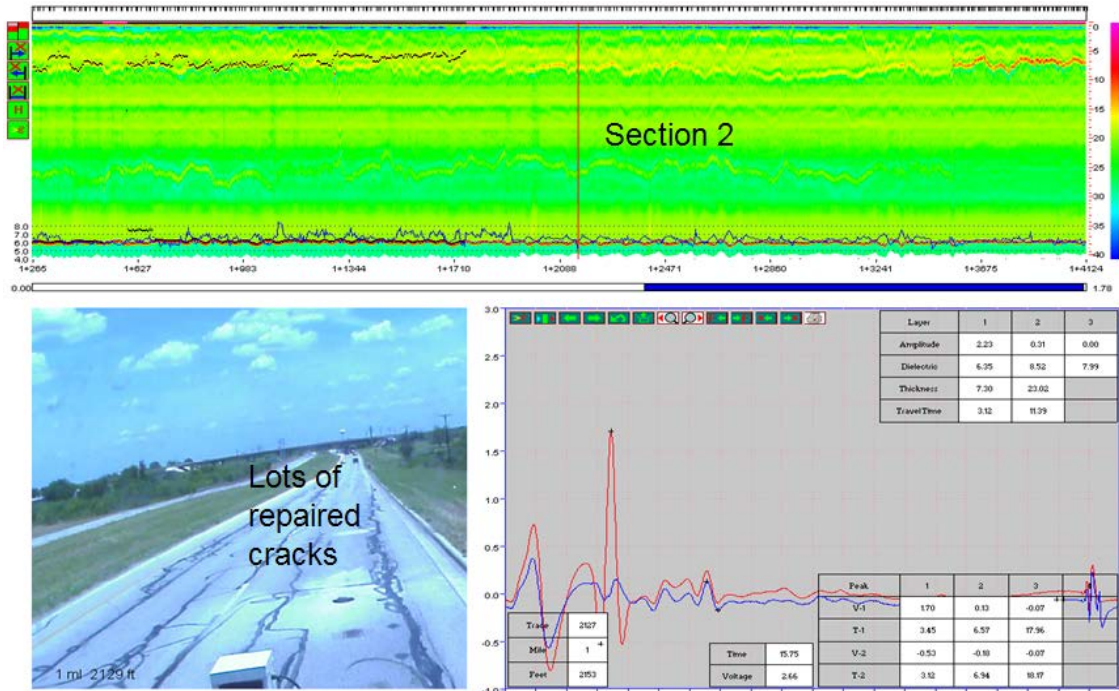 0
5
10
15
20
25
30
35
40
H
Section 2
8.0
7.0
6.0
5.0
4.0
1+265 1+627 1+983 1+1344 1+1710 1+2088 1+2471 1+2860 1+3241 1+3675 1+4124
0.00 1.78
Lots of
repaired
cracks
1 ml 2129 ft
3.0
2.5
2.0
1.5
1.0
0.5
0.0
-0.5
-1.0
Layer 1 2 3
Amplitude 2.23 0.31 0.00
Dielectric 6.35 8.52 7.99
Thickness 7.30 23.02
TravelTime 3.12 11.39
Trace 2127
Mile 1
Feet 2153
Time 15.75
Voltage 2.66
Peak 1 2 3
V-1 1.70 0.13 -0.07
T-1 3.45 6.57 17.96
V-2 -0.53 -0.18 -0.07
T-2 3.12 6.94 18.17